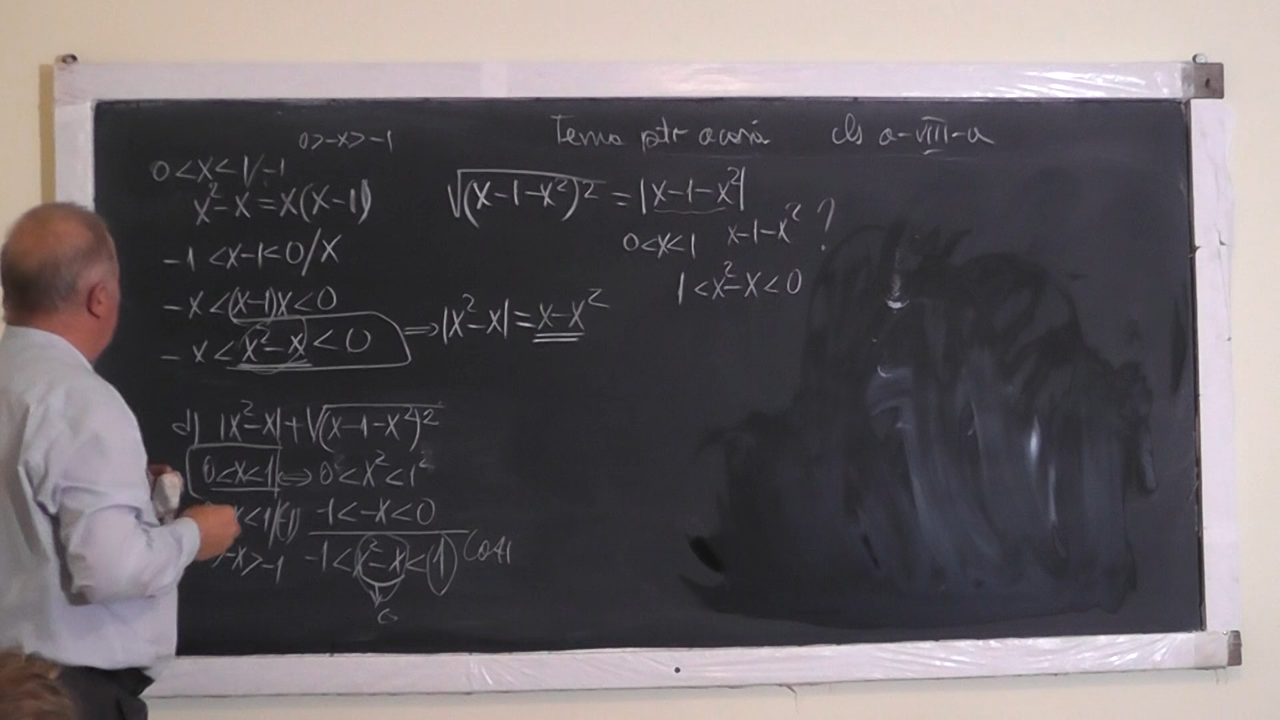 Temă ptr acasă cls a-VIII-a
0>-x>-1
0<x<1/-1
x²-x=x(x-1)
-1<x-1<0/x
-x<(x-1)x<0
-x<x²-x<0 ⇒|x²-x|=x-x²
√(x-1-x²)²=|x-1-x²|
0<x<1 x-1-x²?
1<x²-x<0
d) |x²-x|+√(x-1-x²)²
0<x<1⇔0<x²<1²
x<1/(-1) -1<-x<0
>-x>-1 -1<x²-x<1